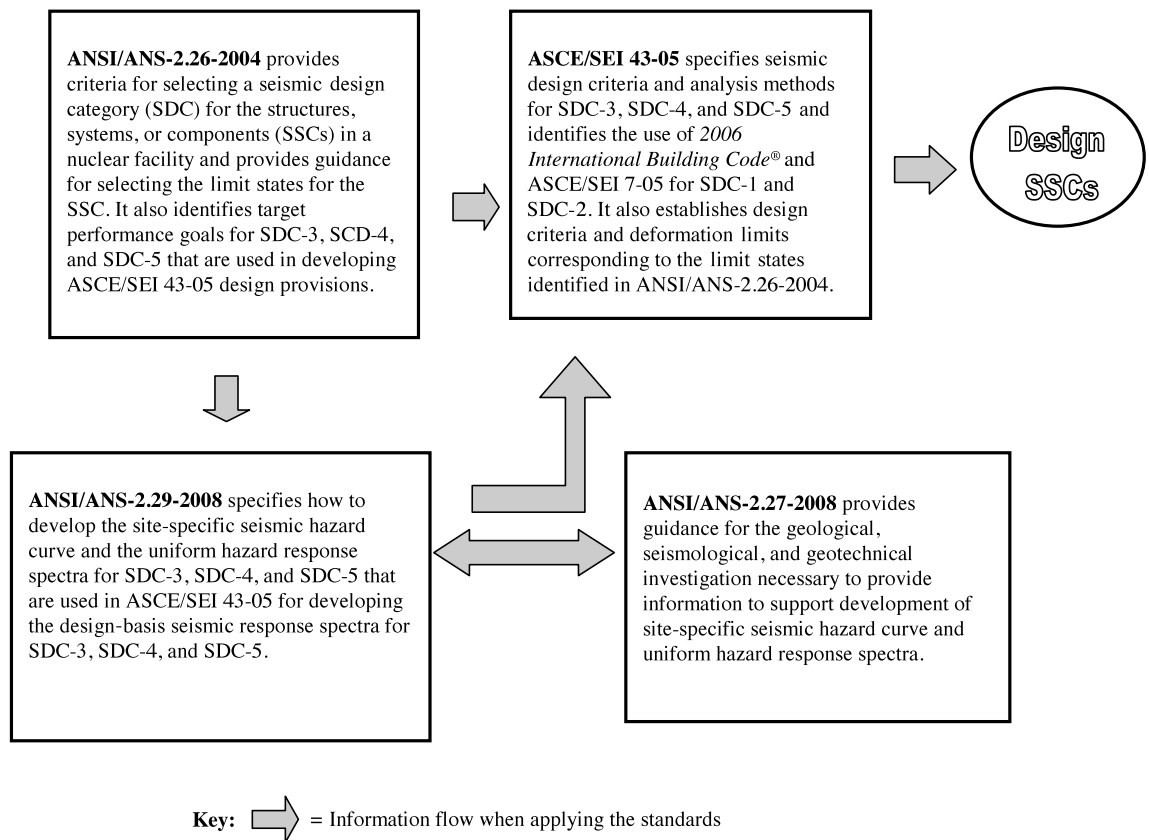 ANSI/ANS-2.26-2004 provides
criteria for selecting a seismic design
category (SDC) for the structures,
systems, or components (SSCs) in a
nuclear facility and provides guidance
for selecting the limit states for the
SSC. It also identifies target
performance goals for SDC-3, SCD-4,
and SDC-5 that are used in developing
ASCE/SEI 43-05 design provisions.
ASCE/SEI 43-05 specifies seismic
design criteria and analysis methods
for SDC-3, SDC-4, and SDC-5 and
identifies the use of 2006
International Building Code® and
ASCE/SEI 7-05 for SDC-1 and
SDC-2. It also establishes design
criteria and deformation limits
corresponding to the limit states
identified in ANSI/ANS-2.26-2004.
Design
SSCs
ANSI/ANS-2.29-2008 specifies how to
develop the site-specific seismic hazard
curve and the uniform hazard response
spectra for SDC-3, SDC-4, and SDC-5 that
are used in ASCE/SEI 43-05 for developing
the design-basis seismic response spectra for
SDC-3, SDC-4, and SDC-5.
ANSI/ANS-2.27-2008 provides
guidance for the geological,
seismological, and geotechnical
investigation necessary to provide
information to support development of
site-specific seismic hazard curve and
uniform hazard response spectra.
Key: = Information flow when applying the standards